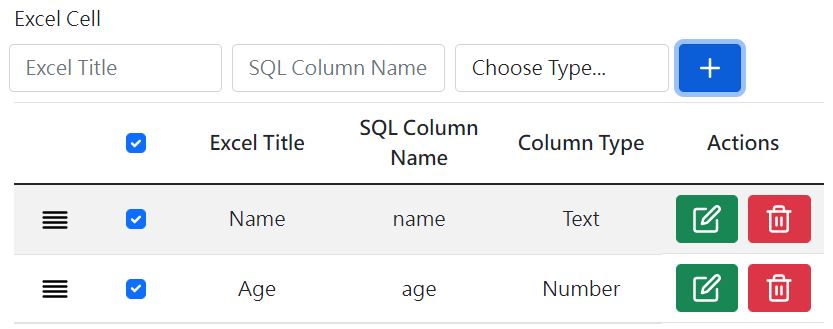 Excel Cell
Excel Title SQL Column Name Choose Type...
Excel Title SQL Column Name Column Type Actions
Name name Text
Age age Number